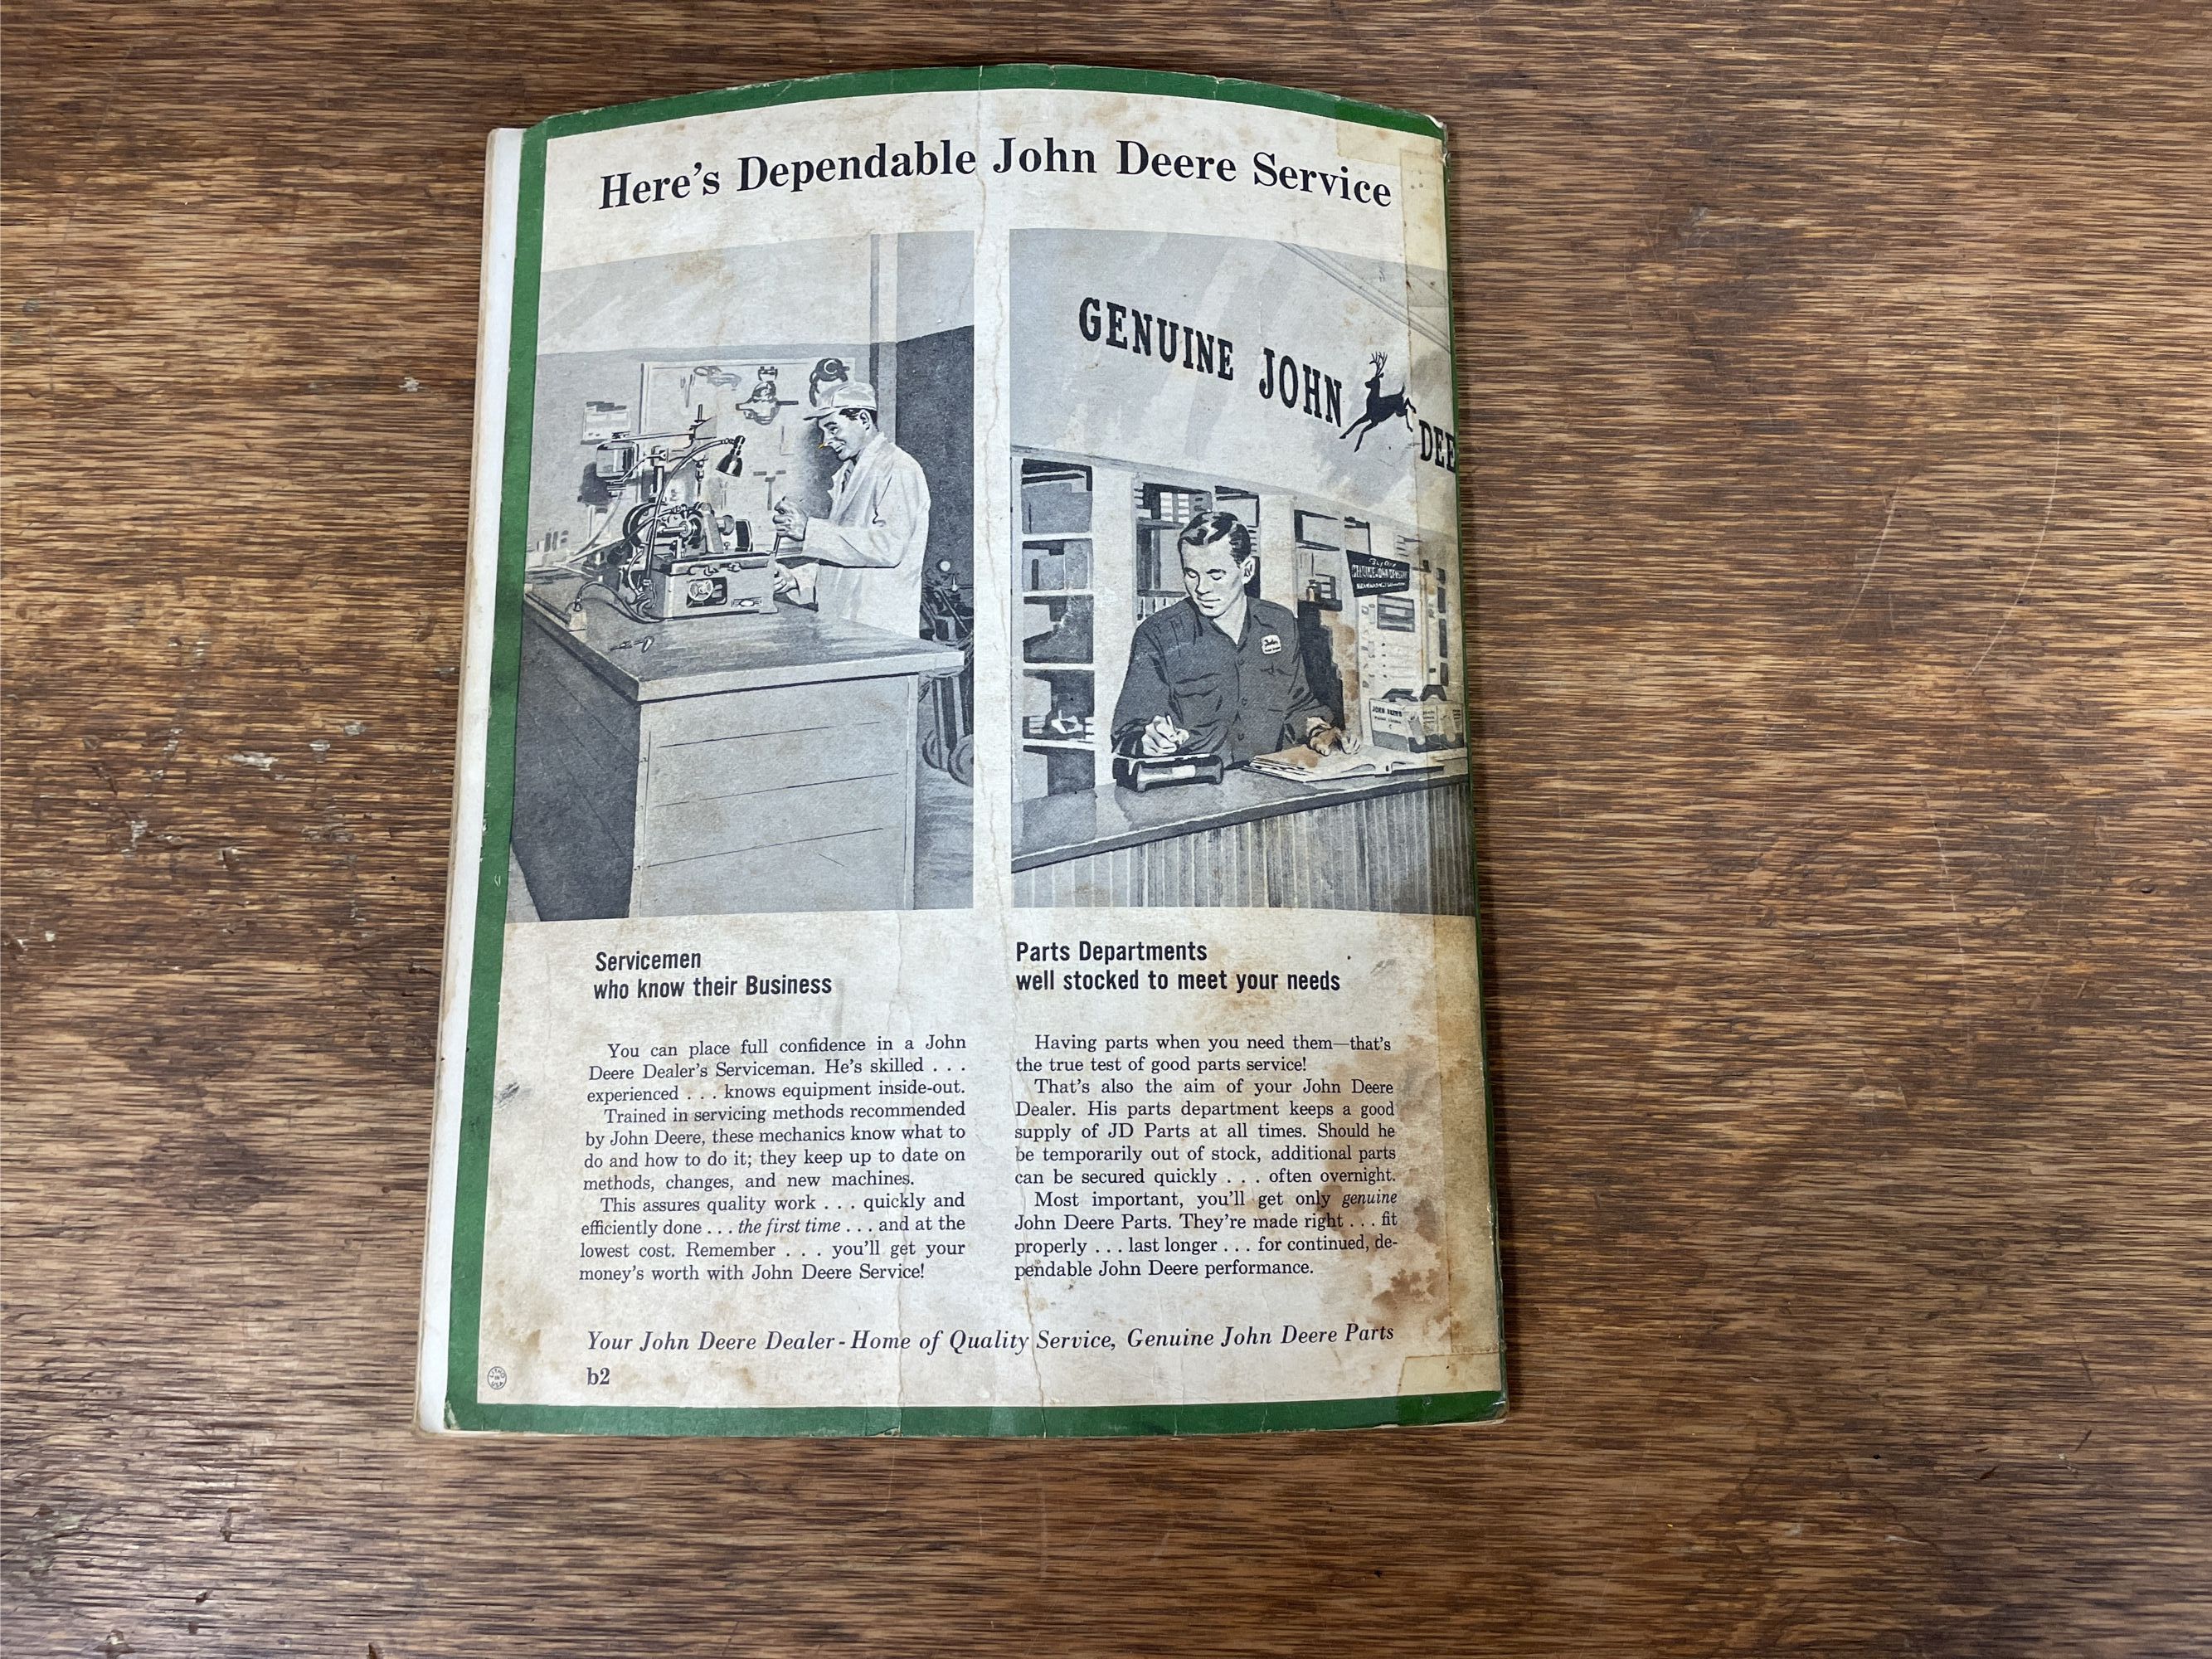 Here's Dependable John Deere Service
GENUINE JOHN DEE
JOHN DEERE
Servicemen
who know their Business
You can place full confidence in a John
Deere Dealer's Serviceman. He's skilled . . .
experienced . . . knows equipment inside-out.
Trained in servicing methods recommended
by John Deere, these mechanics know what to
do and how to do it; they keep up to date on
methods, changes, and new machines.
This assures quality work . . . quickly and
efficiently done . . . the first time . . . and at the
lowest cost. Remember . . . you'll get your
money's worth with John Deere Service!
Parts Departments
well stocked to meet your needs
Having parts when you need them—that's
the true test of good parts service!
That's also the aim of your John Deere
Dealer. His parts department keeps a good
supply of JD Parts at all times. Should he
be temporarily out of stock, additional parts
can be secured quickly . . . often overnight.
Most important, you'll get only genuine
John Deere Parts. They're made right . . . fit
properly . . . last longer . . . for continued, de-
pendable John Deere performance.
Your John Deere Dealer - Home of Quality Service, Genuine John Deere Parts
b2